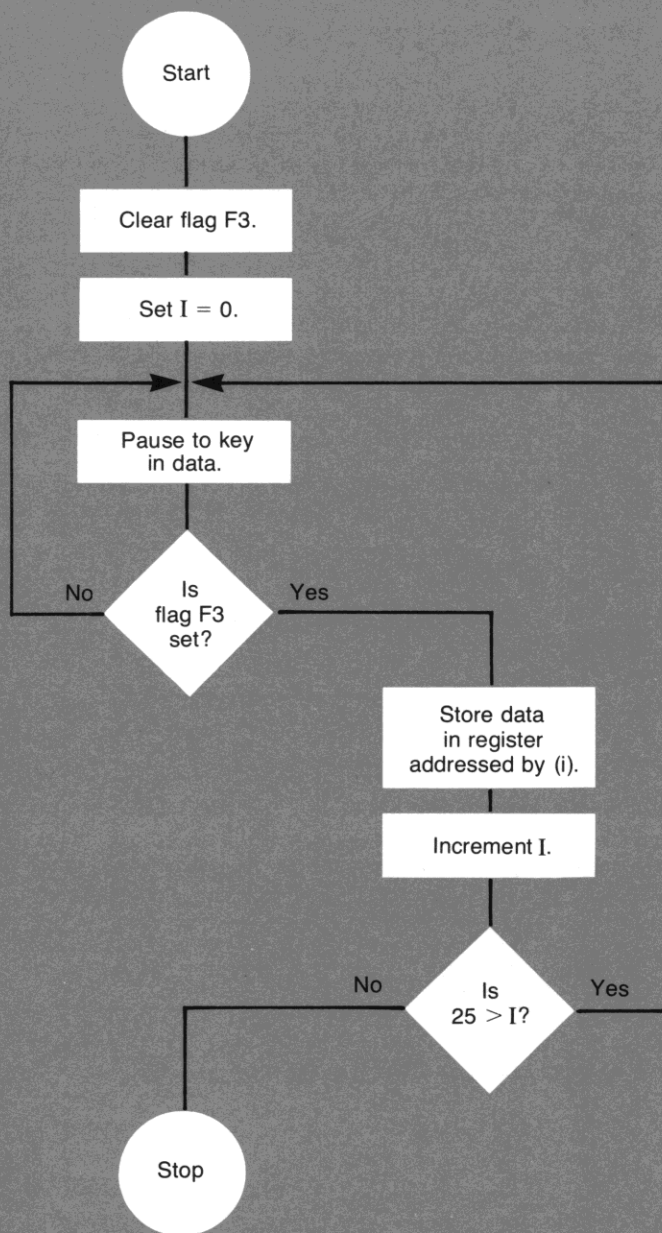 Start
Clear flag F3.
Set I = 0.
Pause to key
in data.
No
Is
flag F3
set?
Yes
Store data
in register
addressed by (i).
Increment I.
No
Is
25 > I?
Yes
Stop